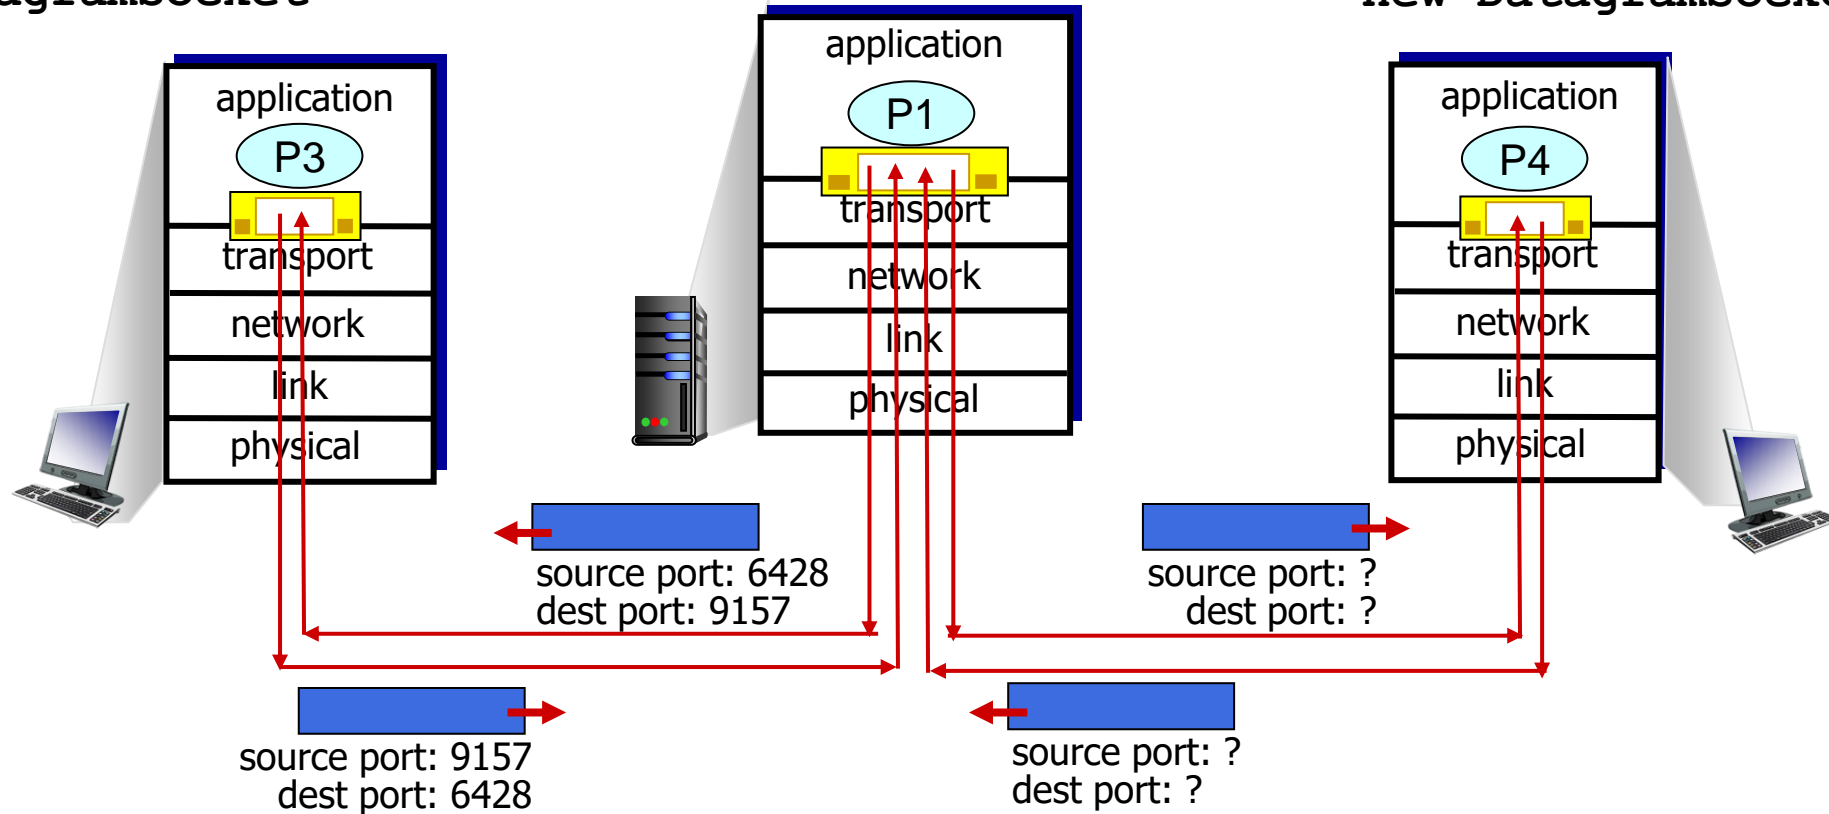 application
P3
transport
network
link
physical
application
P1
transport
network
link
physical
new
application
P4
transport
network
link
physical
source port: 6428
dest port: 9157
source port: ?
dest port: ?
source port: 9157
dest port: 6428
source port: ?
dest port: ?